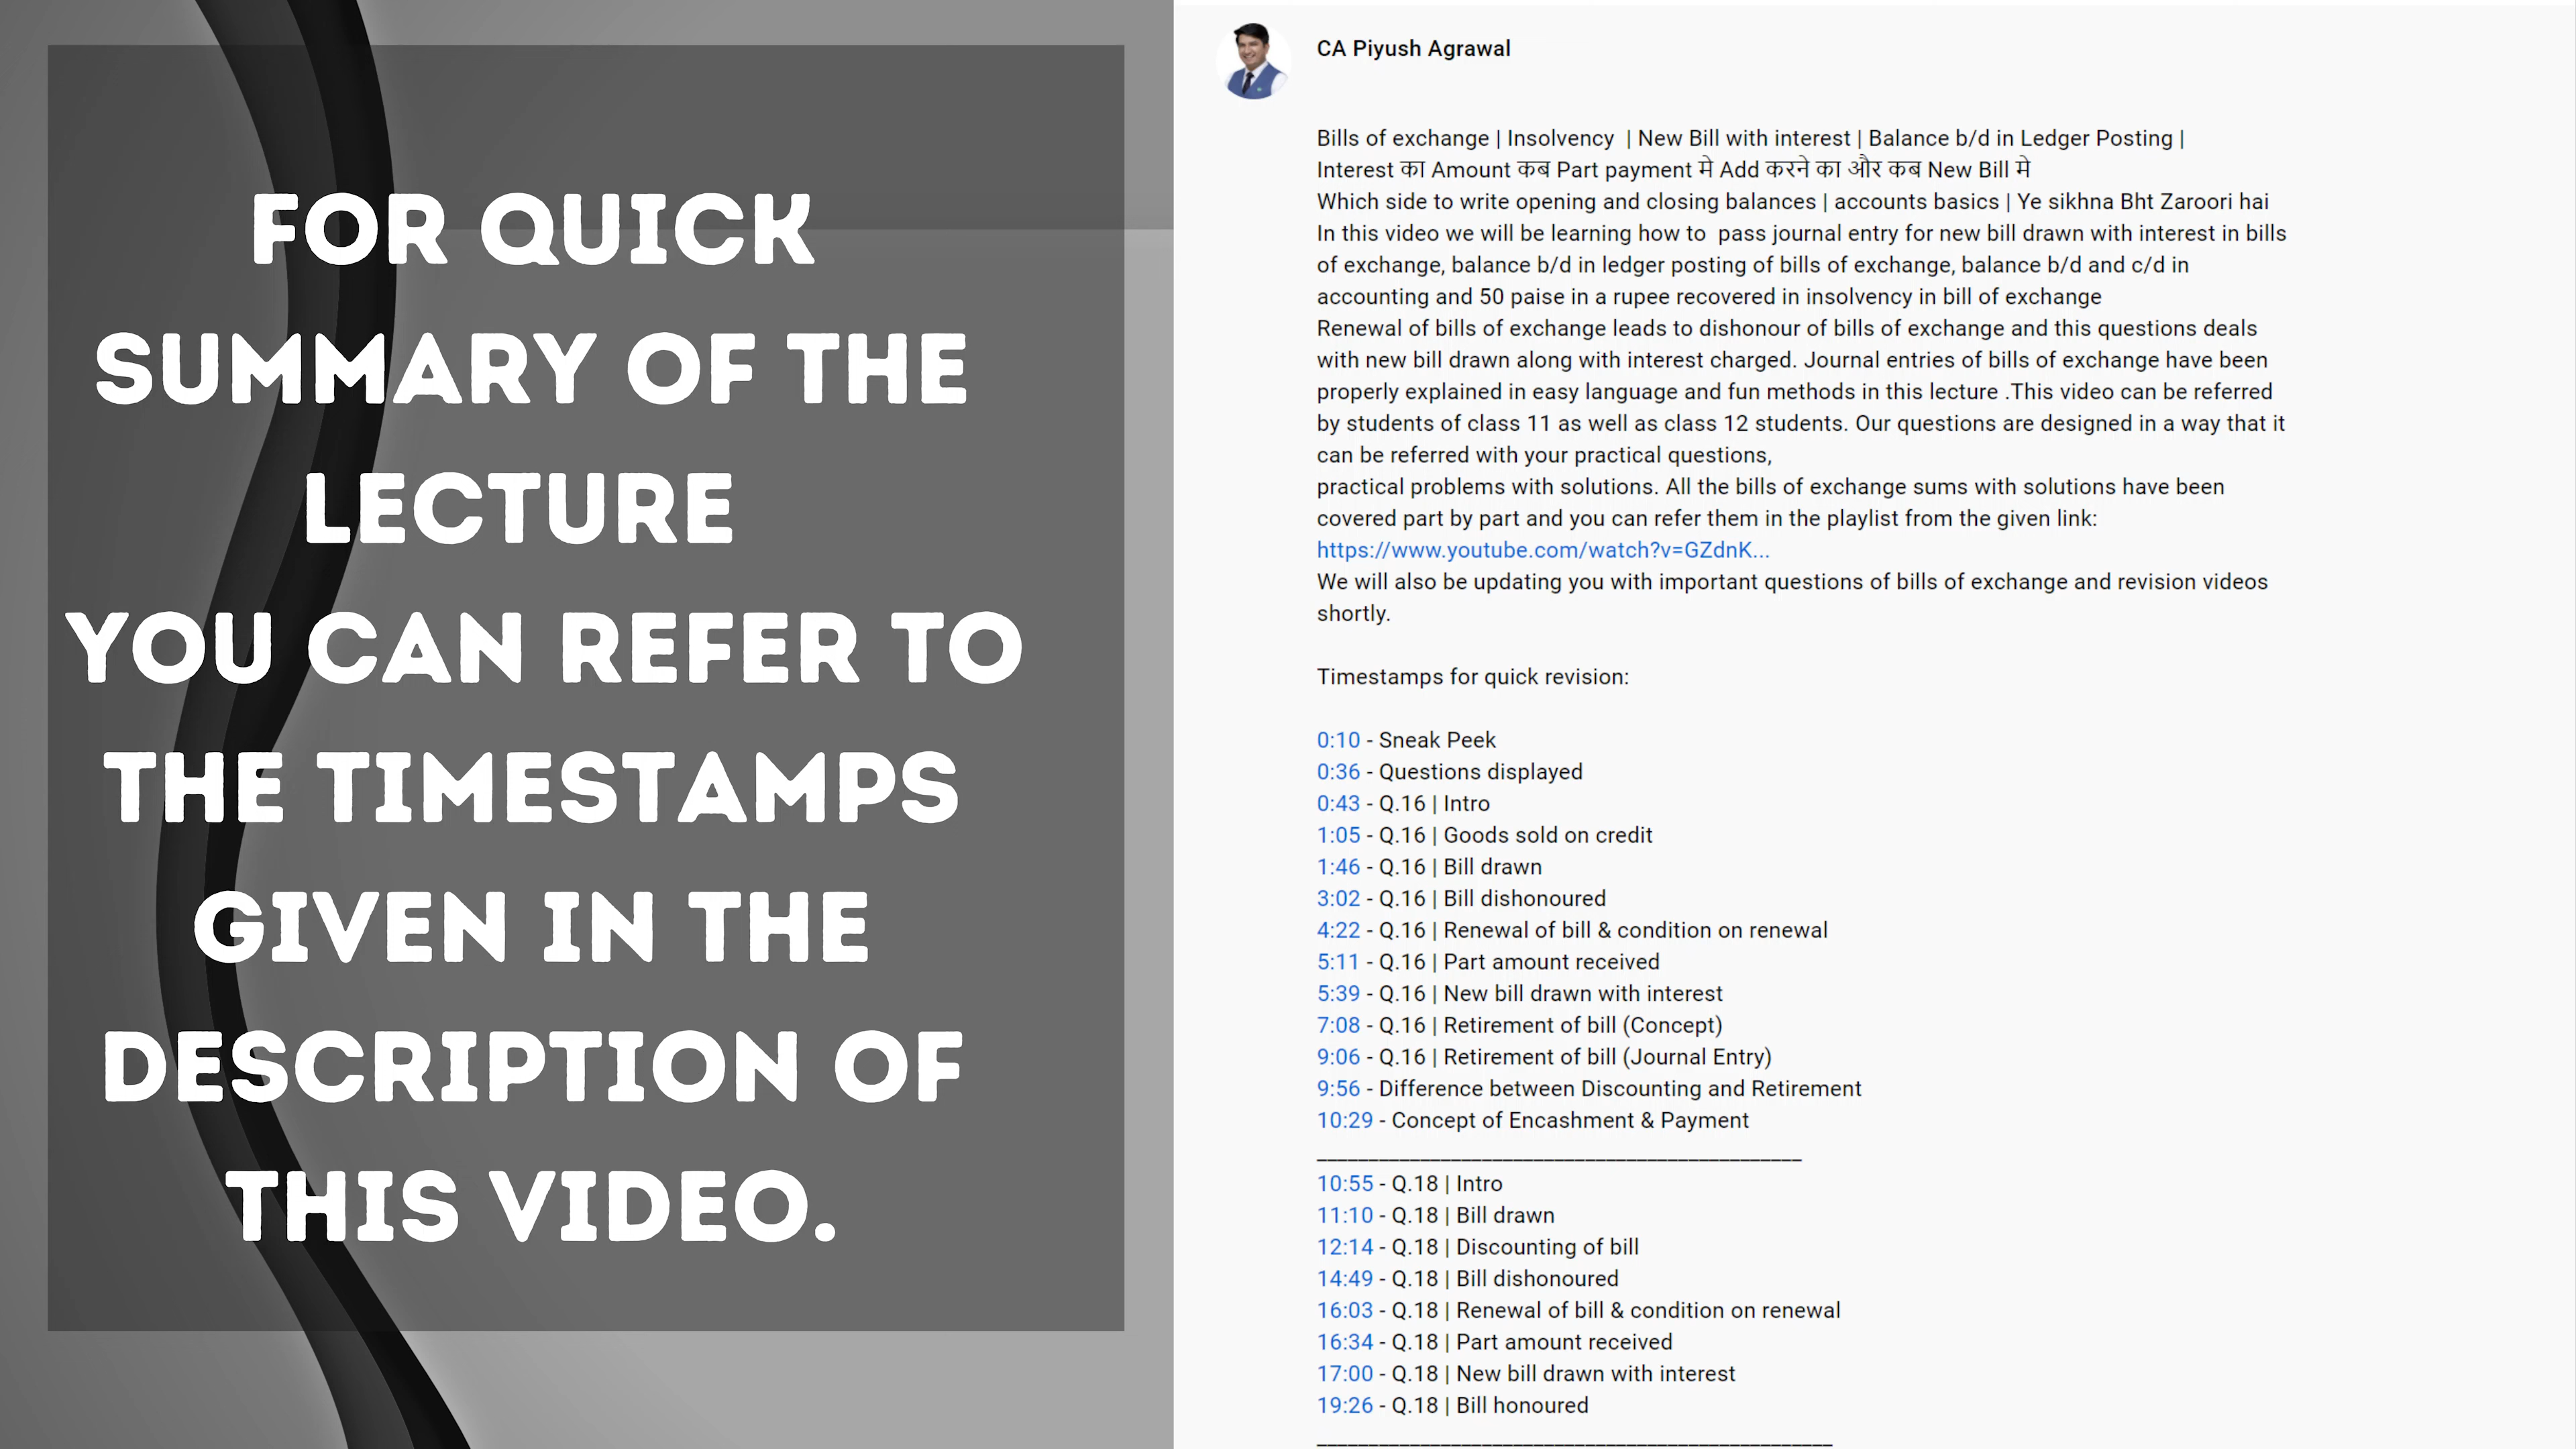 FOR QUICK
SUMMARY OF THE
LECTURE
YOU CAN REFER TO
THE TIMESTAMPS
GIVEN IN THE
DESCRIPTION OF
THIS VIDEO.
CA Piyush Agrawal
Bills of exchange | Insolvency | New Bill with interest | Balance b/d in Ledger Posting |
Interest का Amount कब Part payment मे Add करने का और कब New Bill मे
Which side to write opening and closing balances | accounts basics | Ye sikhna Bht Zaroori hai
In this video we will be learning how to pass journal entry for new bill drawn with interest in bills
of exchange, balance b/d in ledger posting of bills of exchange, balance b/d and c/d in
accounting and 50 paise in a rupee recovered in insolvency in bill of exchange
Renewal of bills of exchange leads to dishonour of bills of exchange and this questions deals
with new bill drawn along with interest charged. Journal entries of bills of exchange have been
properly explained in easy language and fun methods in this lecture .This video can be referred
by students of class 11 as well as class 12 students. Our questions are designed in a way that it
can be referred with your practical questions,
practical problems with solutions. All the bills of exchange sums with solutions have been
covered part by part and you can refer them in the playlist from the given link:
https://www.youtube.com/watch?v=GZdnK...
We will also be updating you with important questions of bills of exchange and revision videos
shortly.
Timestamps for quick revision:
0:10 - Sneak Peek
0:36 - Questions displayed
0:43 - Q.16 | Intro
1:05 - Q.16 | Goods sold on credit
1:46 - Q.16 | Bill drawn
3:02 - Q.16 | Bill dishonoured
4:22 - Q.16 | Renewal of bill & condition on renewal
5:11 - Q.16 | Part amount received
5:39 - Q.16 | New bill drawn with interest
7:08 - Q.16 | Retirement of bill (Concept)
9:06 - Q.16 | Retirement of bill (Journal Entry)
9:56 - Difference between Discounting and Retirement
10:29 - Concept of Encashment & Payment
10:55 - Q.18 | Intro
11:10 - Q.18 | Bill drawn
12:14 - Q.18 | Discounting of bill
14:49 - Q.18 | Bill dishonoured
16:03 - Q.18 | Renewal of bill & condition on renewal
16:34 - Q.18 | Part amount received
17:00 - Q.18 | New bill drawn with interest
19:26 - Q.18 | Bill honoured